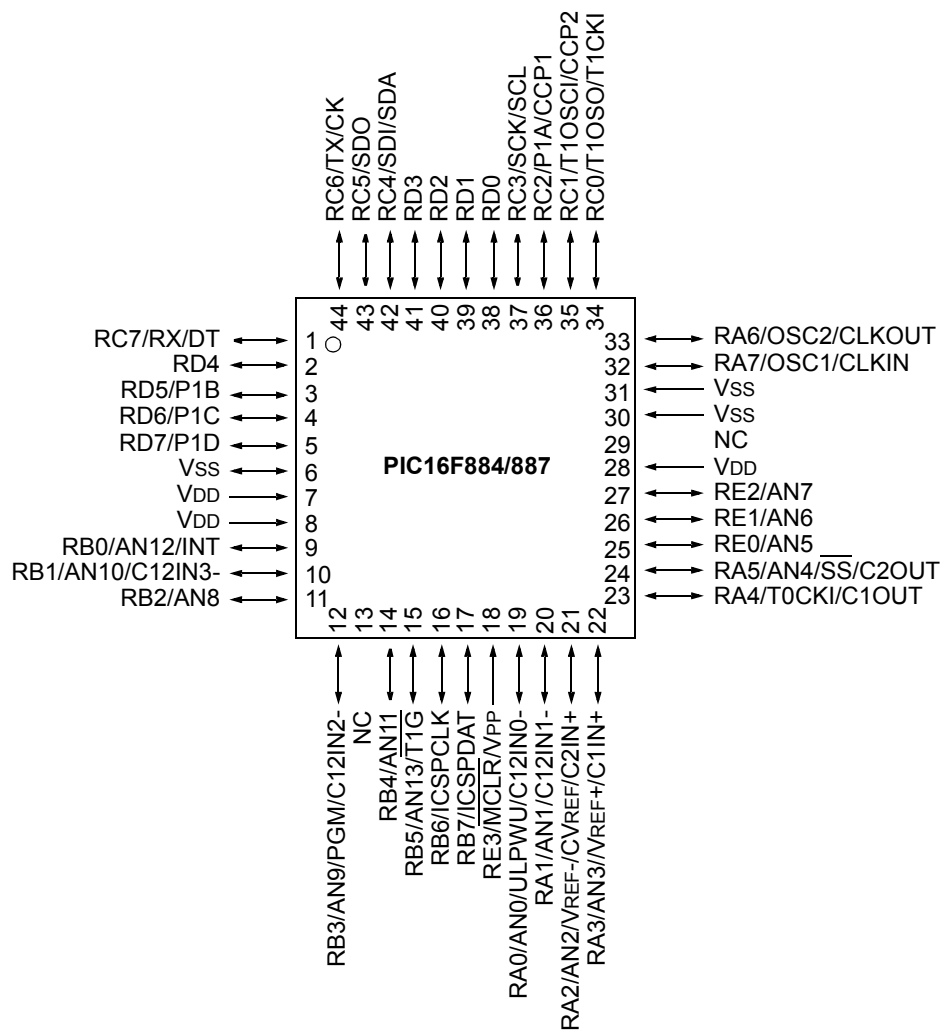 RC6/TX/CK
RC5/SDO
RC4/SDI/SDA
RD3
RD2
RD1
RD0
RC3/SCK/SCL
RC2/P1A/CCP1
RC1/T1OSCI/CCP2
RC0/T1OSO/T1CKI
44
43
42
41
40
39
38
37
36
35
34
RC7/RX/DT 1
RD4 2
RD5/P1B 3
RD6/P1C 4
RD7/P1D 5
VSS 6
VDD 7
VDD 8
RB0/AN12/INT 9
RB1/AN10/C12IN3- 10
RB2/AN8 11
PIC16F884/887
33 RA6/OSC2/CLKOUT
32 RA7/OSC1/CLKIN
31 VSS
30 VSS
29 NC
28 VDD
27 RE2/AN7
26 RE1/AN6
25 RE0/AN5
24 RA5/AN4/SS/C2OUT
23 RA4/T0CKI/C1OUT
12
13
14
15
16
17
18
19
20
21
22
RB3/AN9/PGM/C12IN2-
NC
RB4/AN11
RB5/AN13/T1G
RB6/ICSPCLK
RB7/ICSPDAT
RE3/MCLR/VPP
RA0/AN0/ULPWU/C12IN0-
RA1/AN1/C12IN1-
RA2/AN2/VREF-/CVREF/C2IN+
RA3/AN3//VREF+/C1IN+